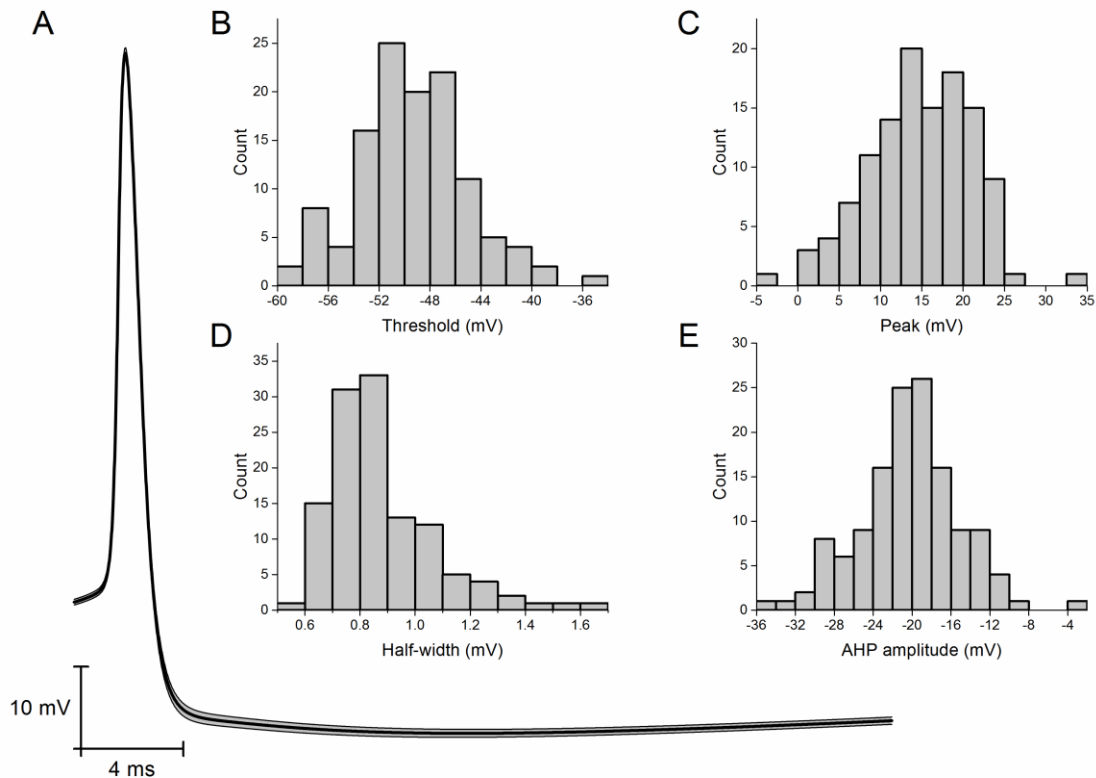 A
B
25
20
15
10
5
0
Count
-60 -56 -52 -48 -44 -40 -36
Threshold (mV)
C
20
15
10
5
0
Count
-5 0 5 10 15 20 25 30 35
Peak (mV)
D
35
30
25
20
15
10
5
0
Count
0.6 0.8 1.0 1.2 1.4 1.6
Half-width (mV)
E
30
25
20
15
10
5
0
Count
-36 -32 -28 -24 -20 -16 -12 -8 -4
AHP amplitude (mV)
10 mV
4 ms